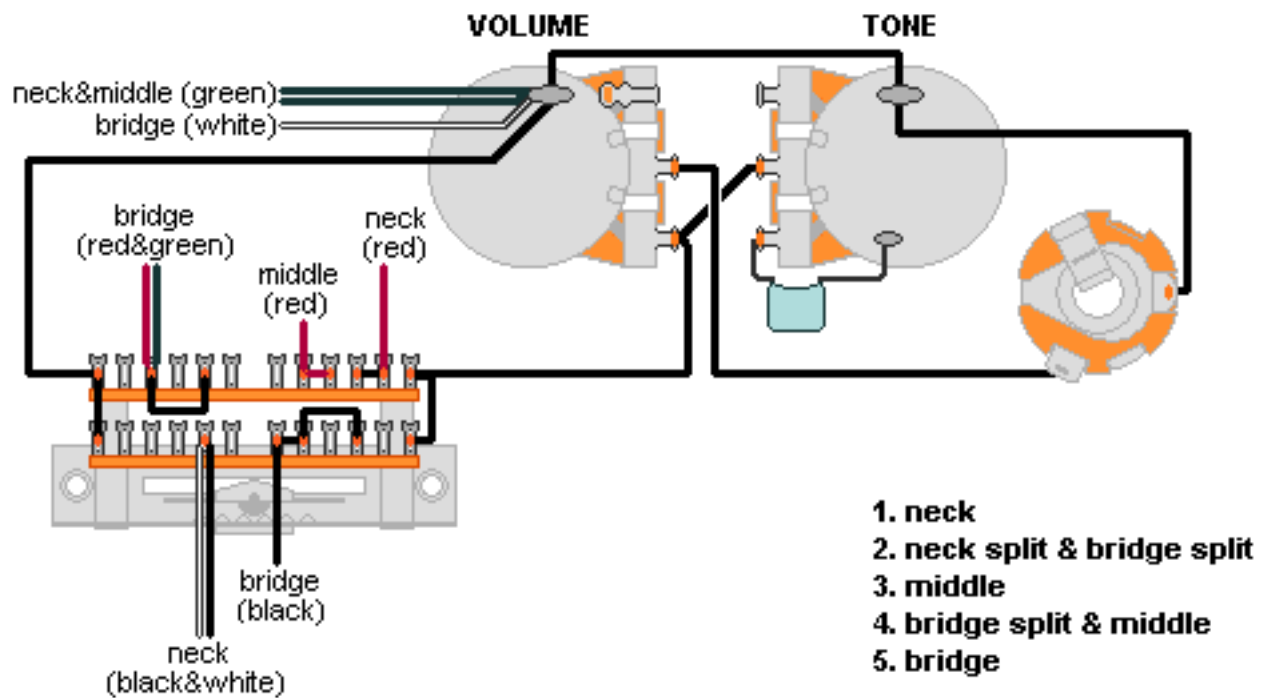 VOLUME
TONE
neck&middle (green)
bridge (white)
bridge
(red&green)
neck
(red)
middle
(red)
bridge
(black)
neck
(black&white)
1. neck
2. neck split & bridge split
3. middle
4. bridge split & middle
5. bridge